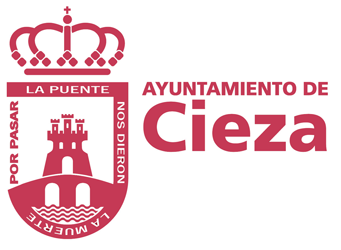 POR PASAR
LA PUENTE
NOS DIERON
LA MUERTE
AYUNTAMIENTO DE
Cieza